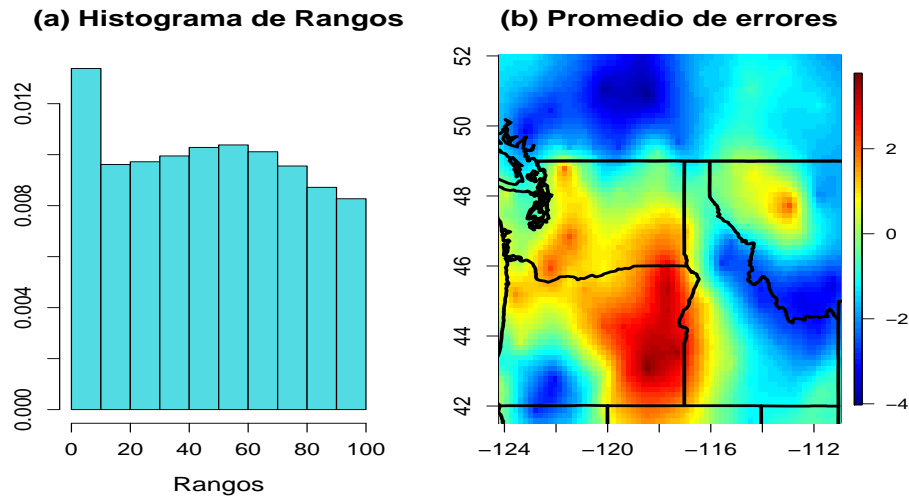 (a) Histograma de Rangos
0.012
0.008
0.004
0.000
0 20 40 60 80 100
Rangos
(b) Promedio de errores
52
50
48
46
44
42
−124 −120 −116 −112
2
0
−2
−4